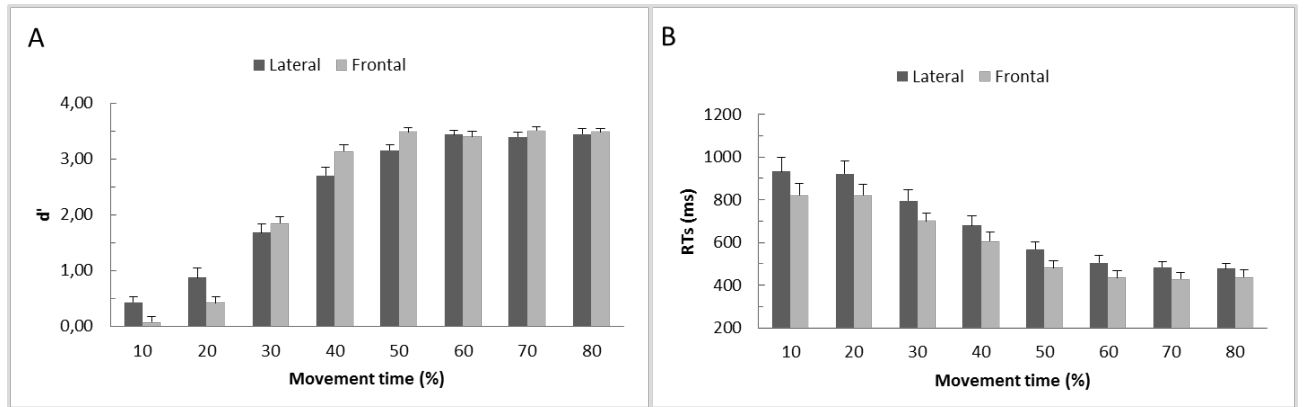 A
Lateral Frontal
4,00
3,00
2,00
1,00
0,00
d'
10 20 30 40 50 60 70 80
Movement time (%)
B
Lateral Frontal
1200
1000
800
600
400
200
RTs (ms)
10 20 30 40 50 60 70 80
Movement time (%)